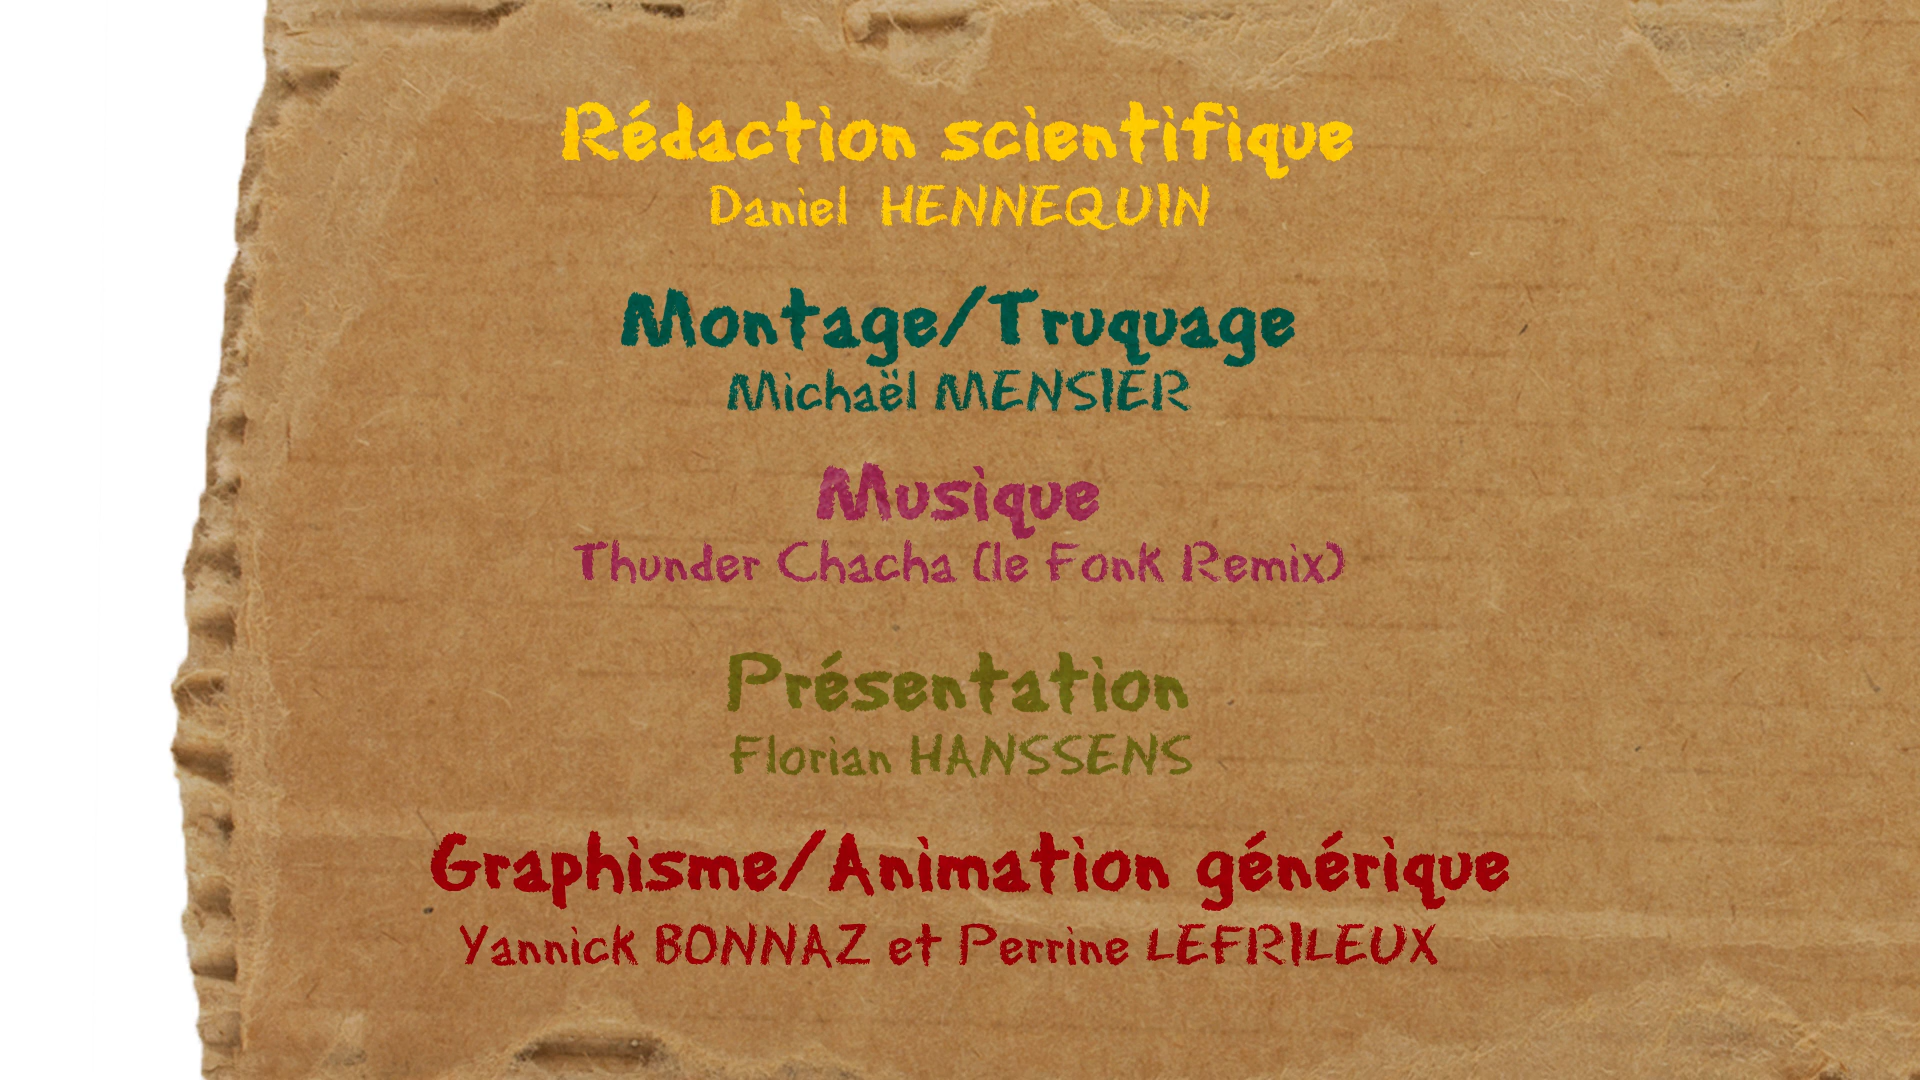 Rédaction scientifique
Daniel HENNEQUIN
Montage/Truquage
Michaël MENSIER
Musique
Thunder Chacha (le Fonk Remix)
Présentation
Florian HANSSENS
Graphisme/Animation générique
Yannick BONNAZ et Perrine LEFRILEUX